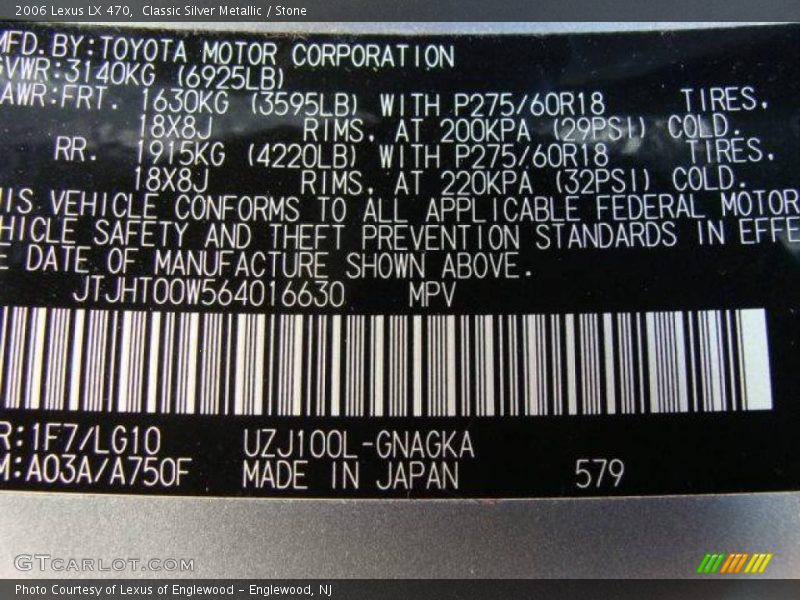 2006 Lexus LX 470, Classic Silver Metallic / Stone
MFD. BY: TOYOTA MOTOR CORPORATION
GVWR: 3140KG (6925LB)
GAWR: FRT. 1630KG (3595LB) WITH P275/60R18 TIRES,
18X8J RIMS, AT 200KPA (29PSI) COLD.
RR. 1915KG (4220LB) WITH P275/60R18 TIRES,
18X8J RIMS, AT 220KPA (32PSI) COLD.
HIS VEHICLE CONFORMS TO ALL APPLICABLE FEDERAL MOTOR
EHICLE SAFETY AND THEFT PREVENTION STANDARDS IN EFFE
E DATE OF MANUFACTURE SHOWN ABOVE.
JTJHT00W564016630 MPV
R: 1F7/LG10 UZJ100L-GNAGKA
M: A03A/A750F MADE IN JAPAN 579
GTCARLOT.COM
Photo Courtesy of Lexus of Englewood - Englewood, NJ